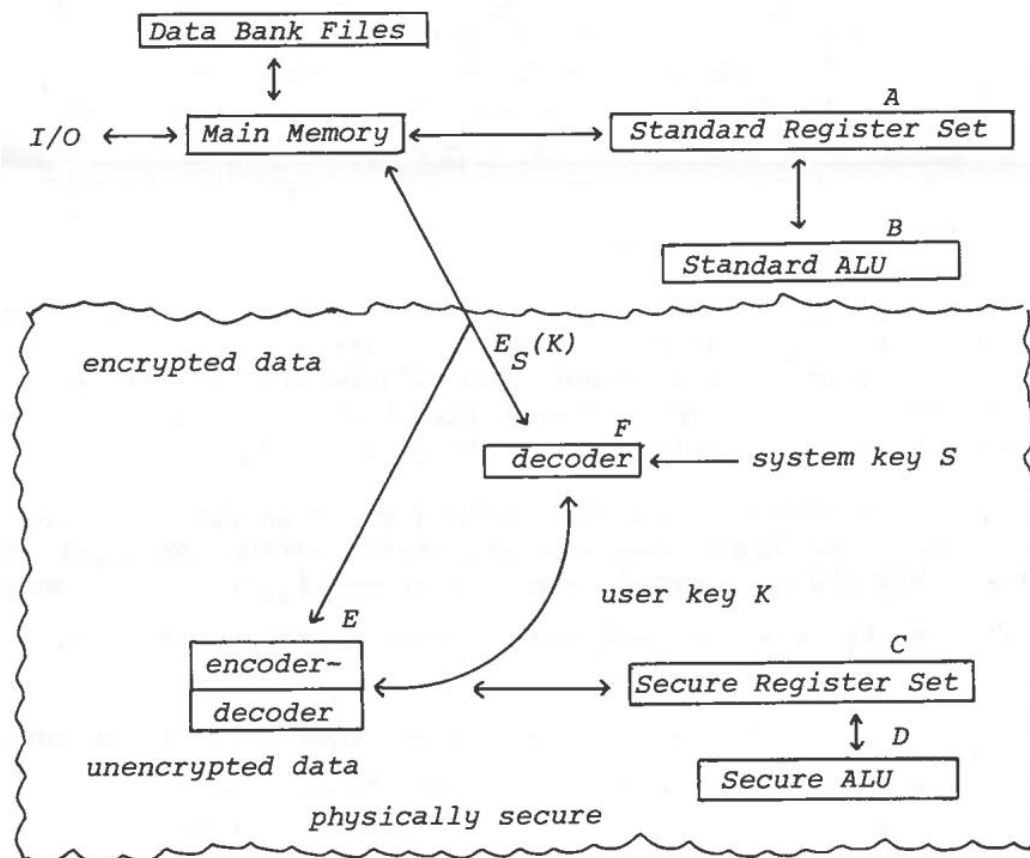 Data Bank Files
I/O
Main Memory
A
Standard Register Set
B
Standard ALU
encrypted data
E_S(K)
F
decoder
system key S
user key K
E
encoder~
decoder
C
Secure Register Set
D
Secure ALU
unencrypted data
physically secure